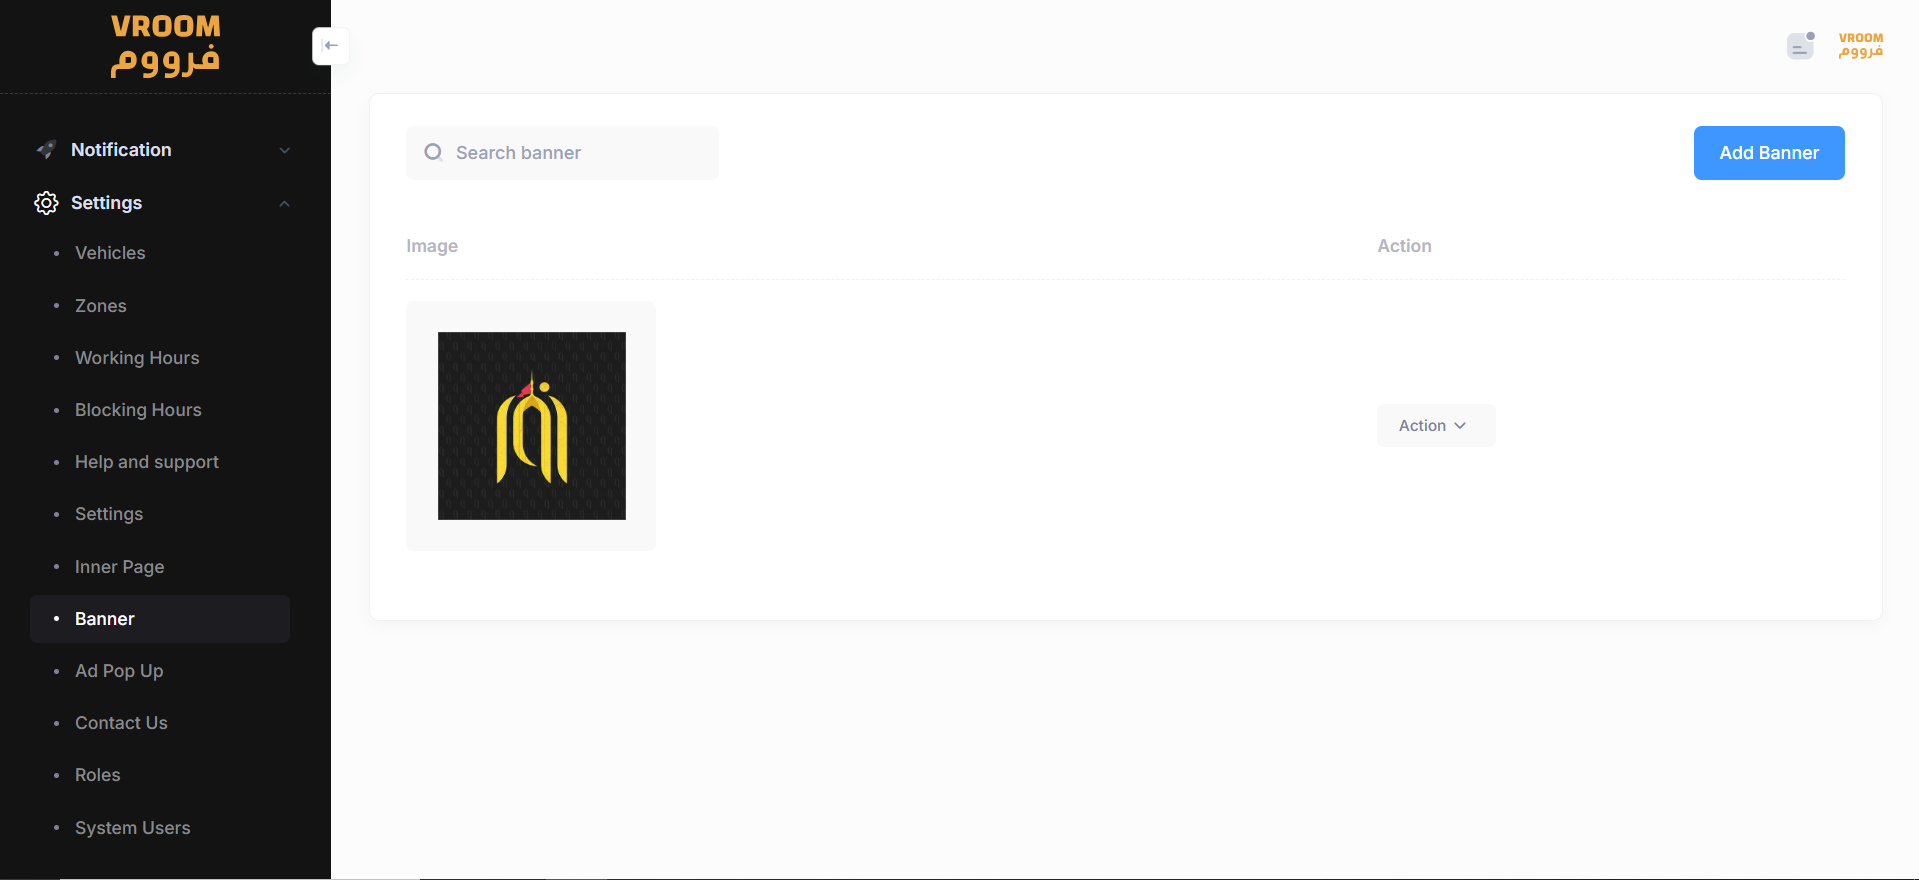 VROOM
فرووم
Notification
Settings
Vehicles
Zones
Working Hours
Blocking Hours
Help and support
Settings
Inner Page
Banner
Ad Pop Up
Contact Us
Roles
System Users
VROOM
فرووم
Search banner
Add Banner
Image
Action
Action